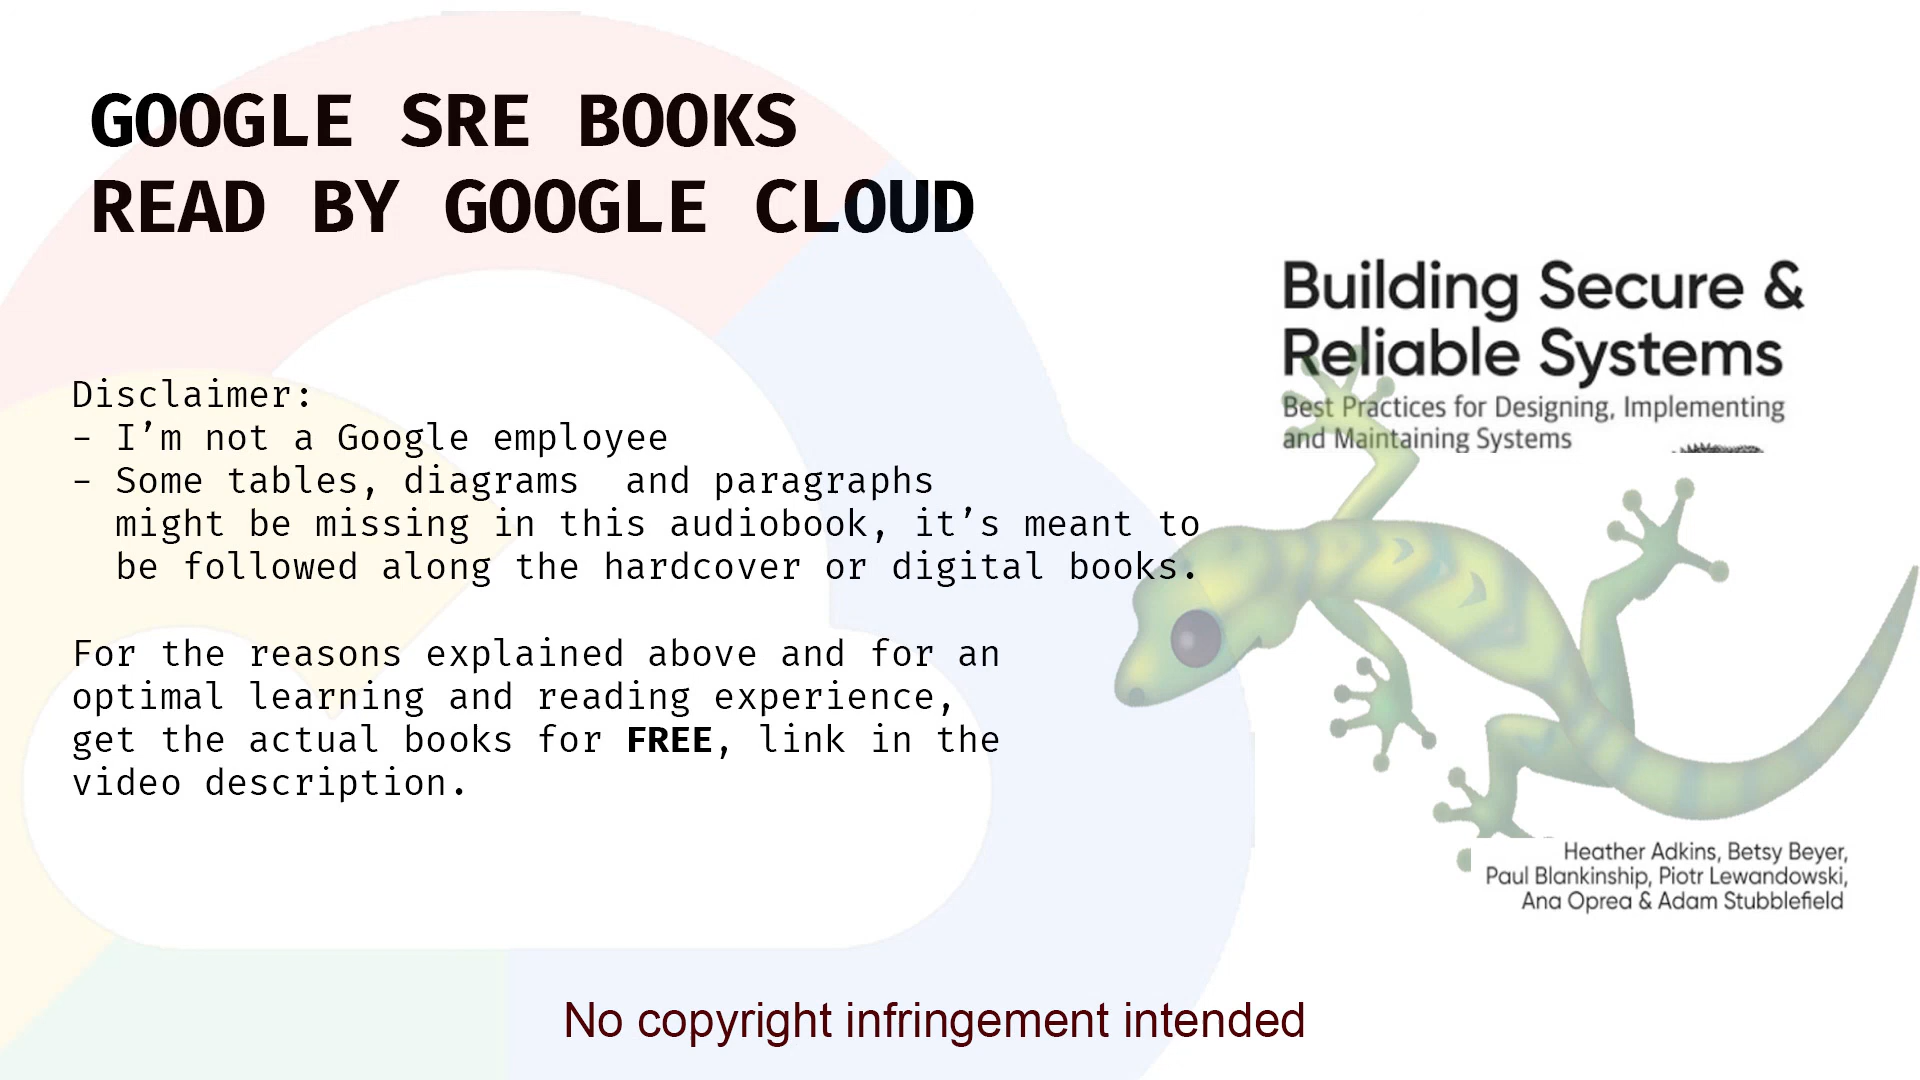 GOOGLE SRE BOOKS
READ BY GOOGLE CLOUD
Disclaimer:
- I’m not a Google employee
- Some tables, diagrams  and paragraphs
might be missing in this audiobook, it’s meant to
be followed along the hardcover or digital books.
For the reasons explained above and for an
optimal learning and reading experience,
get the actual books for FREE, link in the
video description.
Building Secure &
Reliable Systems
Best Practices for Designing, Implementing
and Maintaining Systems
Heather Adkins, Betsy Beyer,
Paul Blankinship, Piotr Lewandowski,
Ana Oprea & Adam Stubblefield
No copyright infringement intended